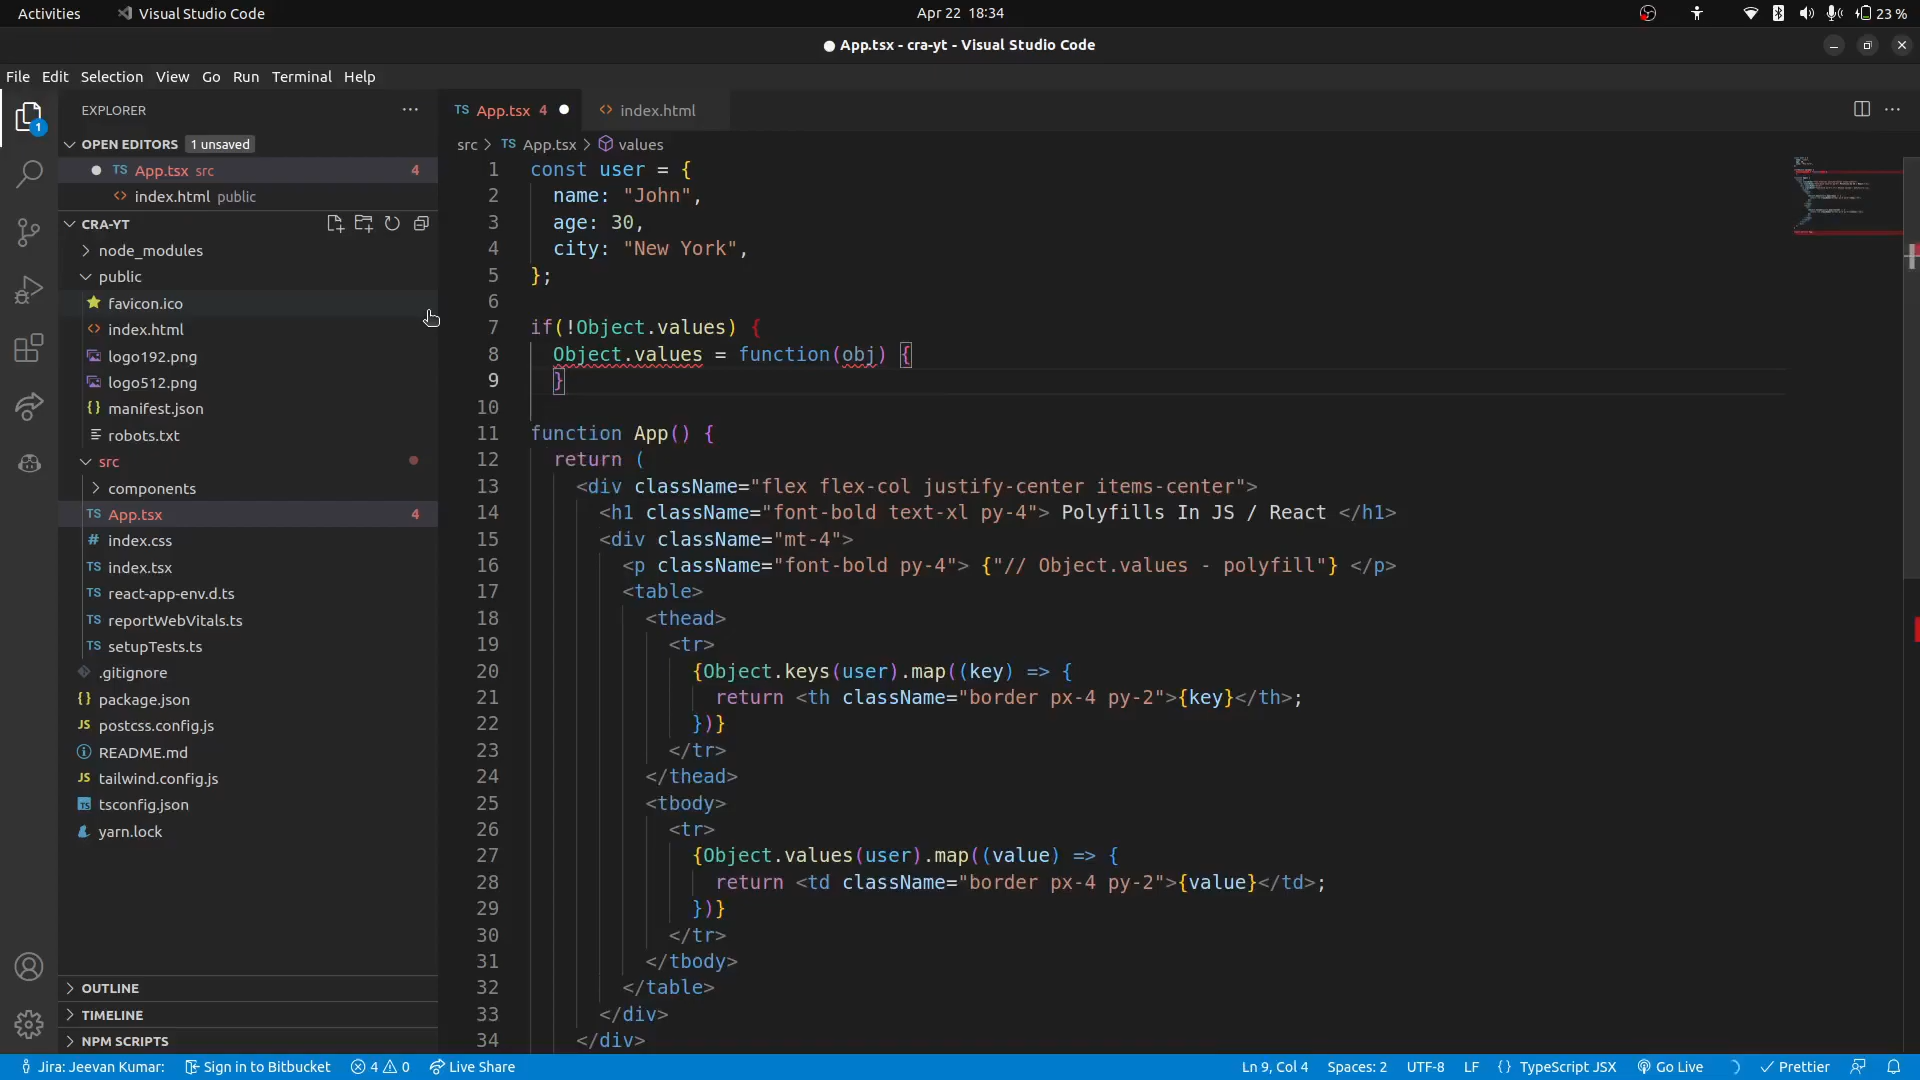 Activities Visual Studio Code Apr 22 18:34 23 %
App.tsx - cra-yt - Visual Studio Code
File Edit Selection View Go Run Terminal Help
EXPLORER
OPEN EDITORS 1 unsaved
TS App.tsx src 4
<> index.html public
CRA-YT
node_modules
public
favicon.ico
<> index.html
logo192.png
logo512.png
{} manifest.json
robots.txt
src
components
TS App.tsx 4
# index.css
TS index.tsx
TS react-app-env.d.ts
TS reportWebVitals.ts
TS setupTests.ts
.gitignore
{} package.json
JS postcss.config.js
README.md
JS tailwind.config.js
TS tsconfig.json
yarn.lock
OUTLINE
TIMELINE
NPM SCRIPTS
1
TS App.tsx 4 <> index.html
src > TS App.tsx > values
1 const user = {
2 name: "John",
3 age: 30,
4 city: "New York",
5 };
6
7 if(!Object.values) {
8 Object.values = function(obj) {
9 }
10
11 function App() {
12 return (
13 <div className="flex flex-col justify-center items-center">
14 <h1 className="font-bold text-xl py-4"> Polyfills In JS / React </h1>
15 <div className="mt-4">
16 <p className="font-bold py-4"> {"// Object.values - polyfill"} </p>
17 <table>
18 <thead>
19 <tr>
20 {Object.keys(user).map((key) => {
21 return <th className="border px-4 py-2">{key}</th>;
22 })}
23 </tr>
24 </thead>
25 <tbody>
26 <tr>
27 {Object.values(user).map((value) => {
28 return <td className="border px-4 py-2">{value}</td>;
29 })}
30 </tr>
31 </tbody>
32 </table>
33 </div>
34 </div>
Jira: Jeevan Kumar: Sign in to Bitbucket 4 0 Live Share Ln 9, Col 4 Spaces: 2 UTF-8 LF {} TypeScript JSX Go Live Prettier